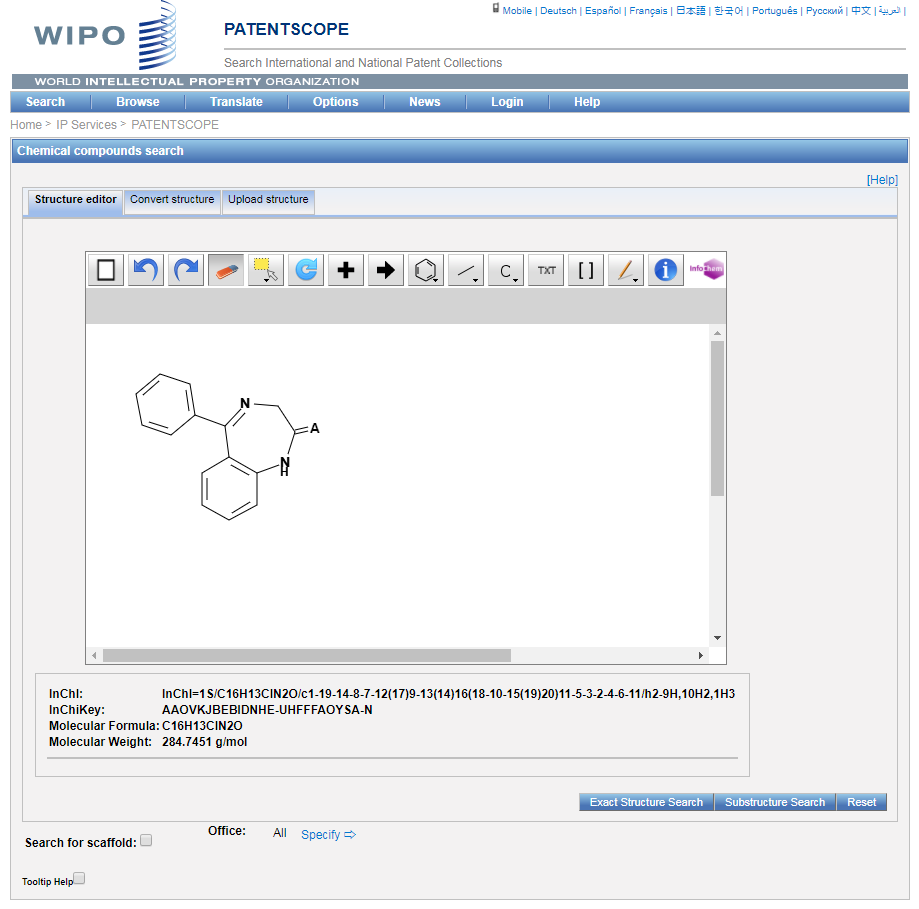 Mobile | Deutsch | Español | Français | 日本語 | 한국어 | Português | Русский | 中文 | العربية |
WIPO
PATENTSCOPE
Search International and National Patent Collections
WORLD INTELLECTUAL PROPERTY ORGANIZATION
Search Browse Translate Options News Login Help
Home > IP Services > PATENTSCOPE
Chemical compounds search
[Help]
Structure editor Convert structure Upload structure
C TXT [ ] i InfoChem
N
A
N
H
InChI: InChI=1S/C16H13ClN2O/c1-19-14-8-7-12(17)9-13(14)16(18-10-15(19)20)11-5-3-2-4-6-11/h2-9H,10H2,1H3
InChiKey: AAOVKJBEBIDNHE-UHFFFAOYSA-N
Molecular Formula: C16H13ClN2O
Molecular Weight: 284.7451 g/mol
Exact Structure Search Substructure Search Reset
Search for scaffold: Office: All Specify ⇨
Tooltip Help